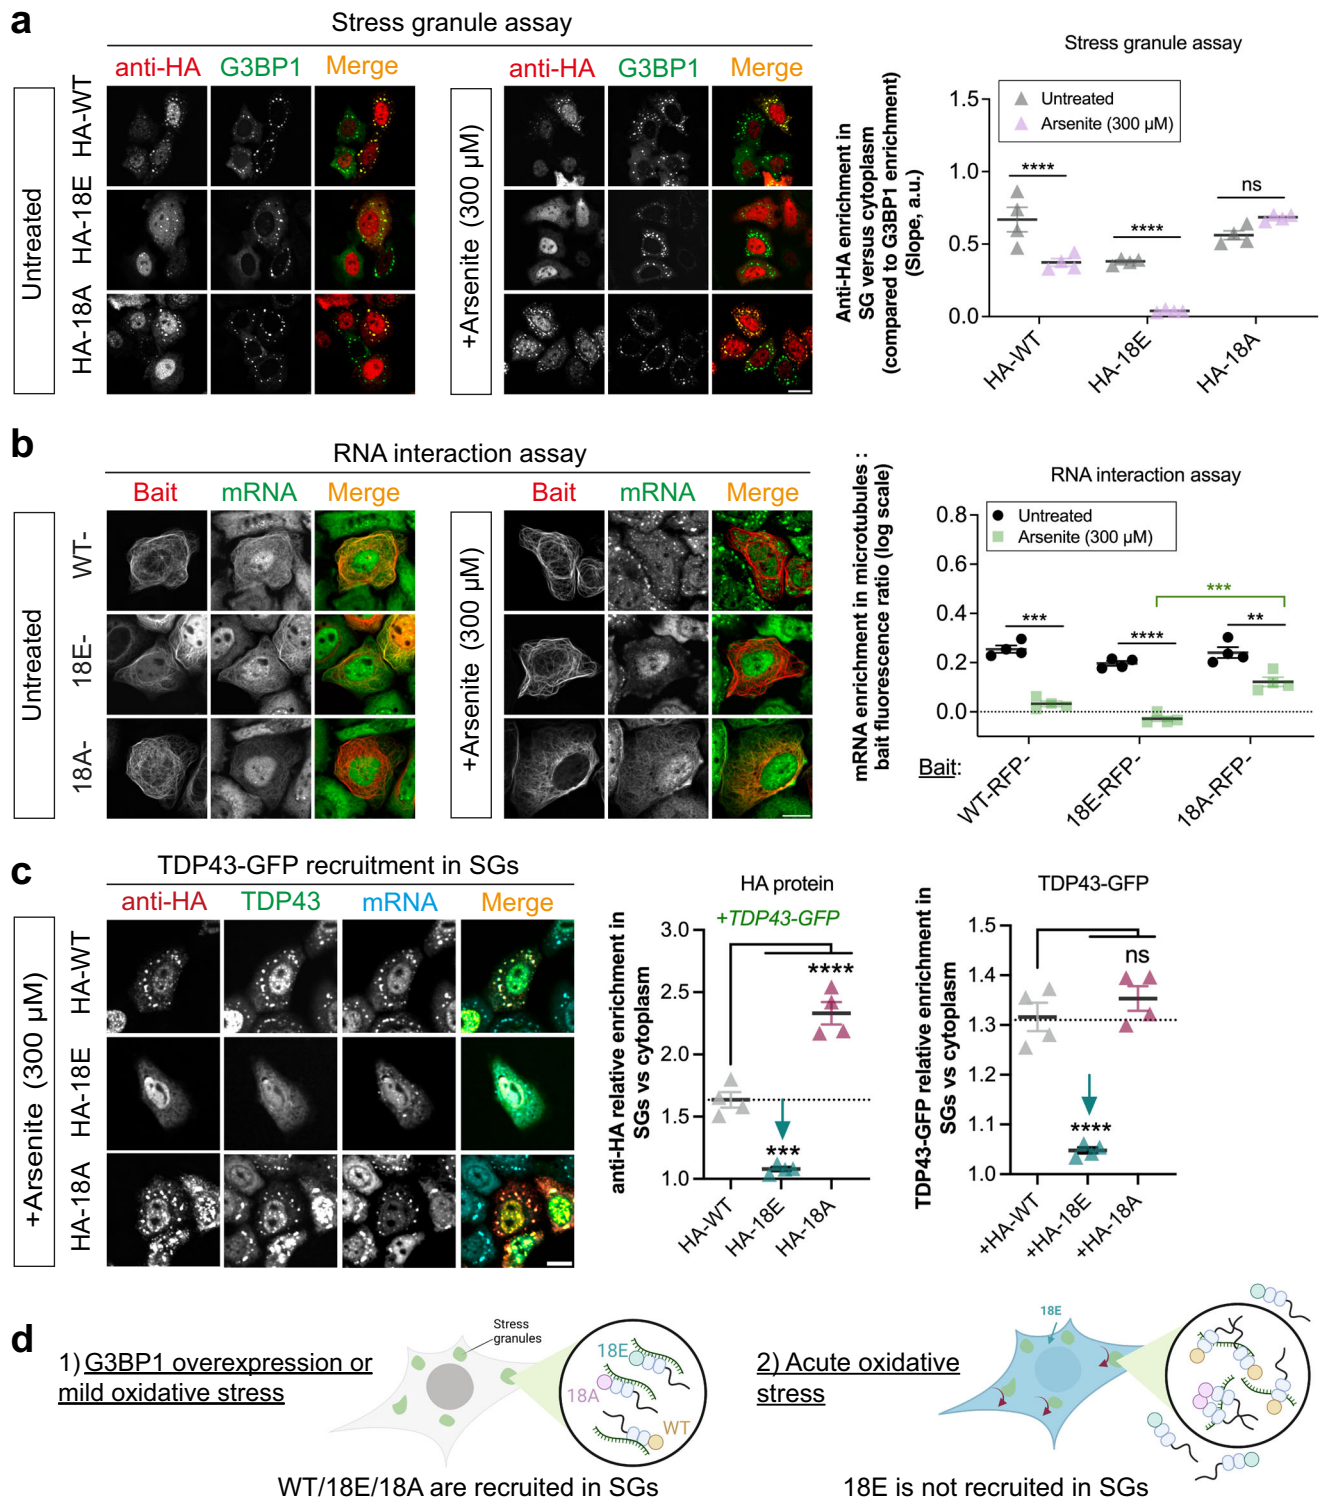 a
Stress granule assay
anti-HA G3BP1 Merge
anti-HA G3BP1 Merge
Untreated
HA-WT
HA-18E
HA-18A
+Arsenite (300 µM)
Stress granule assay
Untreated
Arsenite (300 µM)
Anti-HA enrichment in
SG versus cytoplasm
(compared to G3BP1 enrichment)
(Slope, a.u.)
1.5
1.0
0.5
0.0
****
****
ns
HA-WT
HA-18E
HA-18A
b
RNA interaction assay
Bait mRNA Merge
Bait mRNA Merge
Untreated
WT-
18E-
18A-
+Arsenite (300 µM)
RNA interaction assay
Untreated
Arsenite (300 µM)
mRNA enrichment in microtubules :
bait fluorescence ratio (log scale)
0.8
0.6
0.4
0.2
0.0
***
****
***
**
Bait:
WT-RFP-
18E-RFP-
18A-RFP-
c
TDP43-GFP recruitment in SGs
anti-HA TDP43 mRNA Merge
+Arsenite (300 µM)
HA-WT
HA-18E
HA-18A
HA protein
+TDP43-GFP
anti-HA relative enrichment in
SGs vs cytoplasm
3.0
2.5
2.0
1.5
1.0
****
***
HA-WT
HA-18E
HA-18A
TDP43-GFP
TDP43-GFP relative enrichment in
SGs vs cytoplasm
1.5
1.4
1.3
1.2
1.1
1.0
ns
****
+HA-WT
+HA-18E
+HA-18A
d
1) G3BP1 overexpression or
mild oxidative stress
Stress
granules
18E
18A
WT
WT/18E/18A are recruited in SGs
2) Acute oxidative
stress
18E
18E is not recruited in SGs